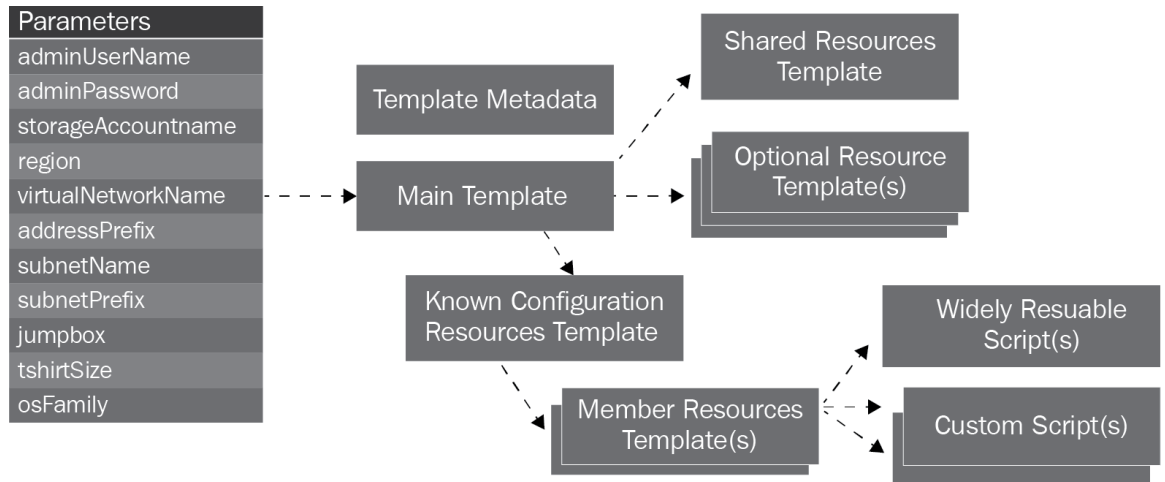 Parameters
adminUserName
adminPassword
storageAccountname
region
virtualNetworkName
addressPrefix
subnetName
subnetPrefix
jumpbox
tshirtSize
osFamily
Template Metadata
Main Template
Shared Resources
Template
Optional Resource
Template(s)
Known Configuration
Resources Template
Member Resources
Template(s)
Widely Resuable
Script(s)
Custom Script(s)